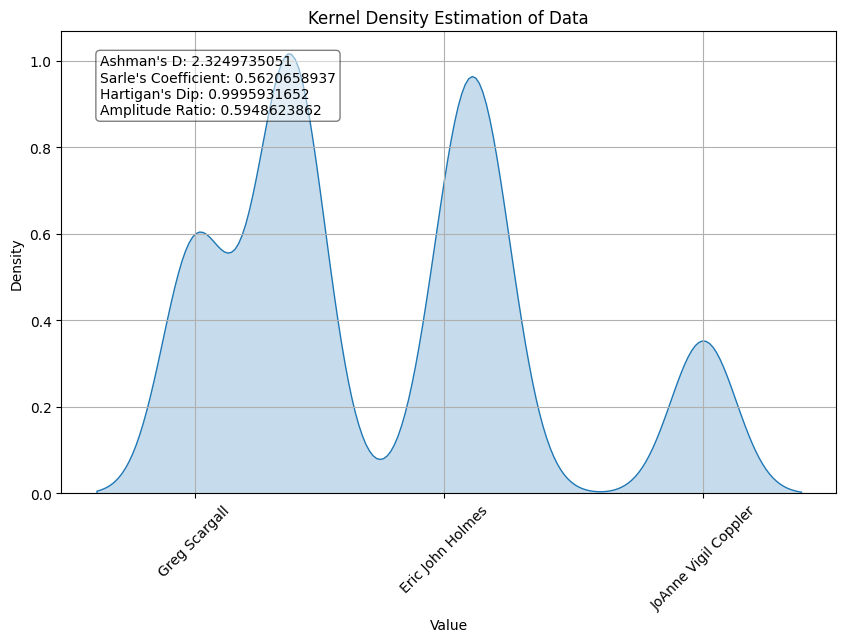 Kernel Density Estimation of Data
Ashman's D: 2.3249735051
Sarle's Coefficient: 0.5620658937
Hartigan's Dip: 0.9995931652
Amplitude Ratio: 0.5948623862
1.0
0.8
0.6
0.4
0.2
0.0
Density
Greg Scargall
Eric John Holmes
JoAnne Vigil Coppler
Value